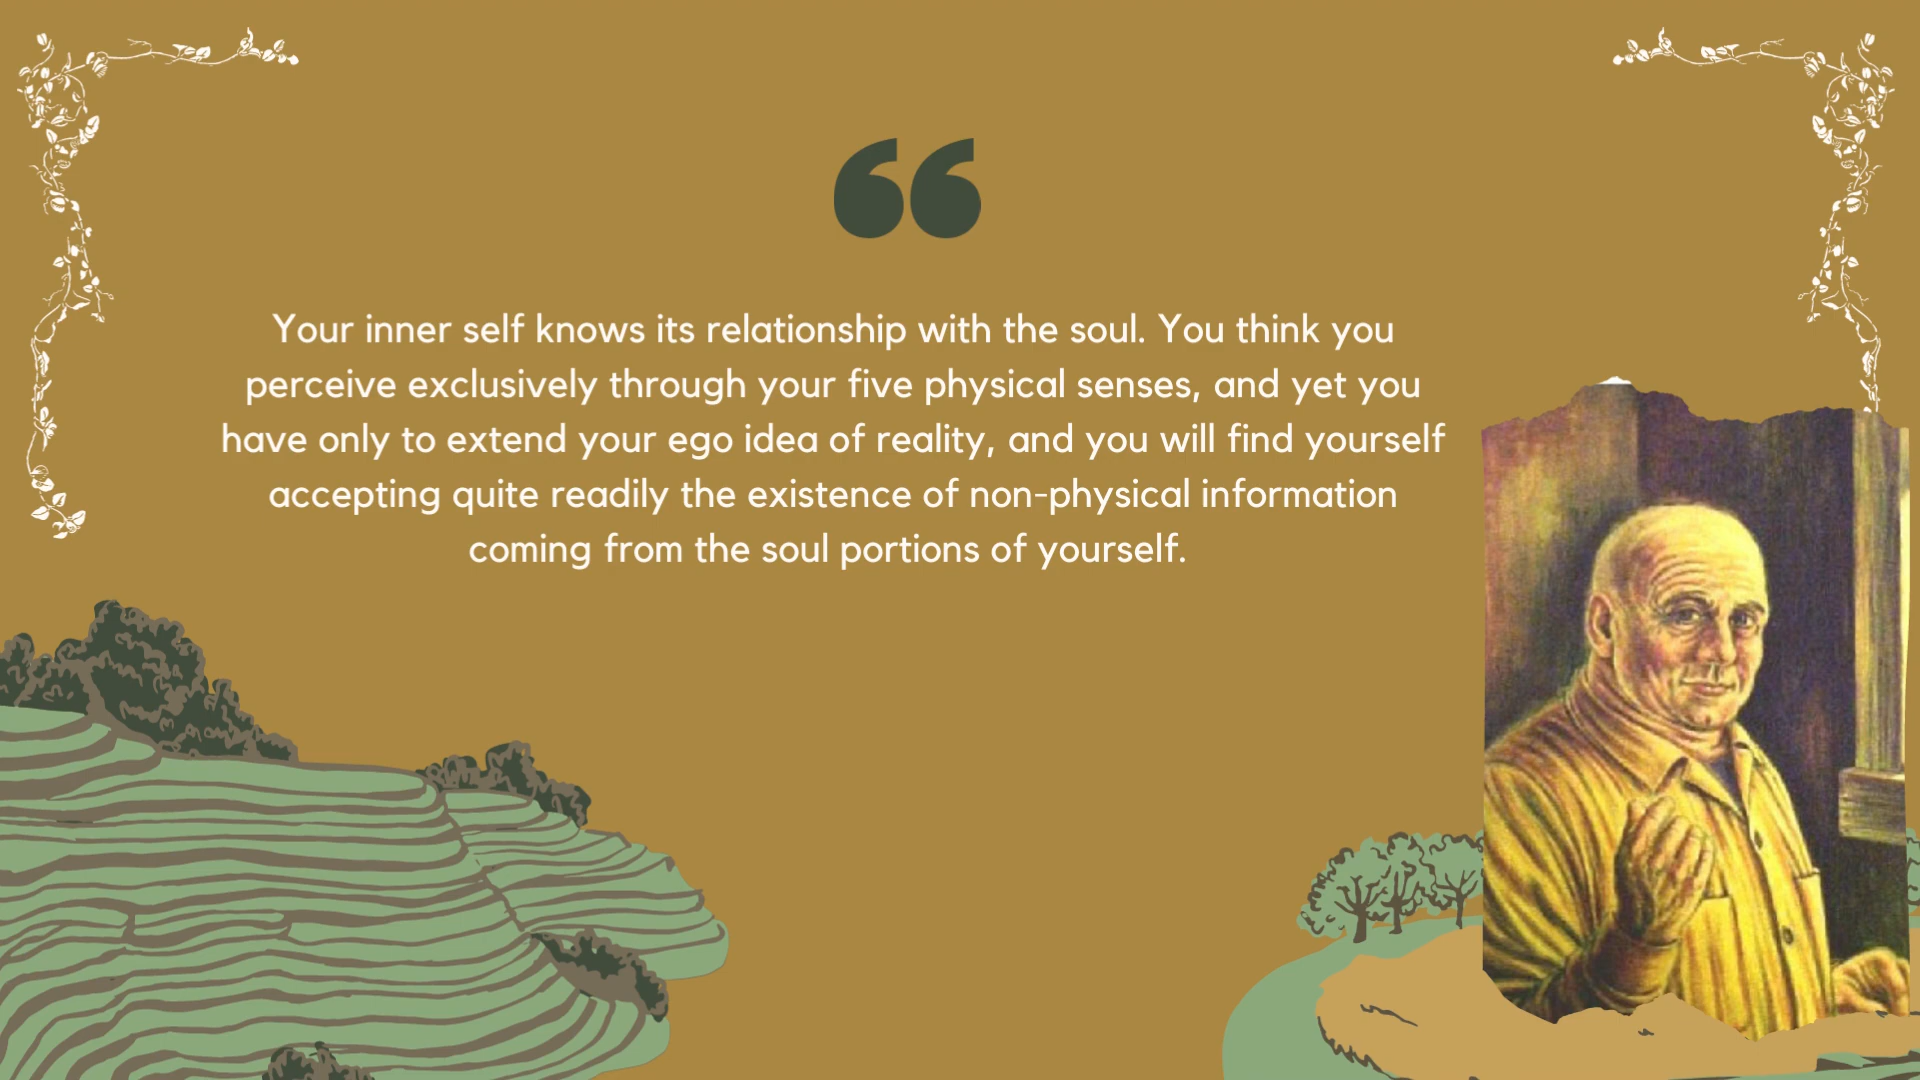 “
Your inner self knows its relationship with the soul. You think you
perceive exclusively through your five physical senses, and yet you
have only to extend your ego idea of reality, and you will find yourself
accepting quite readily the existence of non-physical information
coming from the soul portions of yourself.